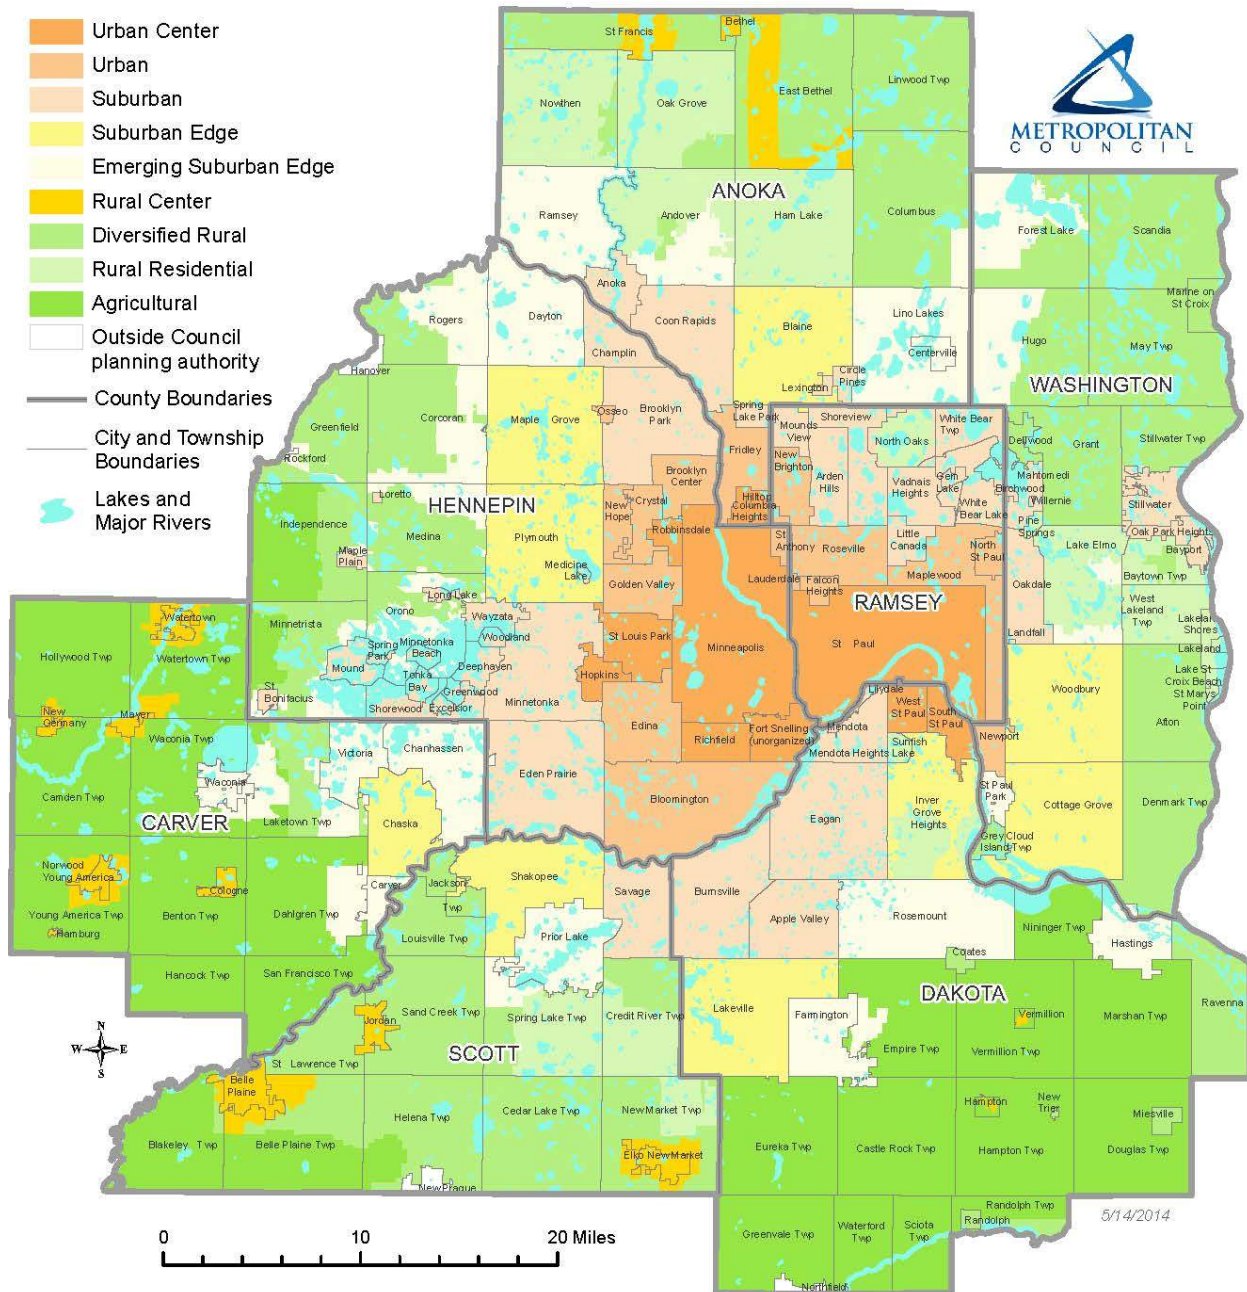 Urban Center
Urban
Suburban
Suburban Edge
Emerging Suburban Edge
Rural Center
Diversified Rural
Rural Residential
Agricultural
Outside Council
planning authority
County Boundaries
City and Township
Boundaries
Lakes and
Major Rivers
METROPOLITAN
COUNCIL
St Francis
Bethel
Nowthen
Oak Grove
East Bethel
Linwood Twp
ANOKA
Ramsey
Andover
Ham Lake
Columbus
Forest Lake
Scandia
Anoka
Marine on
St Croix
Rogers
Dayton
Coon Rapids
Blaine
Lino Lakes
Centerville
Hugo
May Twp
Champlin
Hanover
Circle
Pines
Lexington
WASHINGTON
Corcoran
Maple Grove
Osseo
Brooklyn
Park
Spring
Lake Park
Mounds
View
Shoreview
White Bear
Twp
Greenfield
Rockford
Fridley
New
Brighton
North Oaks
Dellwood
Grant
Stillwater Twp
Brooklyn
Center
Arden
Hills
Vadnais
Heights
Gem
Lake
Mahtomedi
Birchwood
Willernie
White
Bear Lake
Stillwater
Loretto
HENNEPIN
New
Hope
Crystal
Hilltop
Columbia
Heights
Pine
Springs
Oak Park Heights
Independence
Medina
Plymouth
Robbinsdale
St
Anthony
Roseville
Little
Canada
North
St Paul
Lake Elmo
Bayport
Maple
Plain
Medicine
Lake
Golden Valley
Lauderdale
Falcon
Heights
Maplewood
Oakdale
Baytown Twp
Long Lake
RAMSEY
West
Lakeland
Twp
Watertown
Minnetrista
Orono
Wayzata
Woodland
St Louis Park
Minneapolis
St Paul
Landfall
Lakeland
Shores
Lakeland
Hollywood Twp
Watertown Twp
Spring
Park
Minnetonka
Beach
Mound
Deephaven
Tonka
Bay
Greenwood
Hopkins
Woodbury
Lake St
Croix Beach
St Marys
Point
St
Bonifacius
Shorewood
Excelsior
Minnetonka
Lilydale
West
St Paul
South
St Paul
New
Germany
Mayer
Edina
Richfield
Fort Snelling
(unorganized)
Mendota
Newport
Afton
Waconia Twp
Victoria
Chanhassen
Mendota Heights
Sunfish
Lake
Eden Prairie
Bloomington
St Paul
Park
Camden Twp
Waconia
Laketown Twp
CARVER
Chaska
Eagan
Inver
Grove
Heights
Cottage Grove
Denmark Twp
Grey Cloud
Island Twp
Norwood
Young America
Cologne
Carver
Jackson
Twp
Shakopee
Savage
Burnsville
Young America Twp
Benton Twp
Dahlgren Twp
Apple Valley
Rosemount
Hamburg
Louisville Twp
Prior Lake
Nininger Twp
Hastings
Coates
Hancock Twp
San Francisco Twp
DAKOTA
Ravenna
Jordan
Sand Creek Twp
Spring Lake Twp
Credit River Twp
Lakeville
Farmington
Vermillion
Marshan Twp
SCOTT
Empire Twp
Vermillion Twp
St Lawrence Twp
Belle
Plaine
Hampton
New
Trier
Miesville
Helena Twp
Cedar Lake Twp
New Market Twp
Blakeley Twp
Belle Plaine Twp
Elko New Market
Eureka Twp
Castle Rock Twp
Hampton Twp
Douglas Twp
New Prague
Randolph Twp
Randolph
5/14/2014
Greenvale Twp
Waterford
Twp
Sciota
Twp
Northfield
N
W E
S
0 10 20 Miles